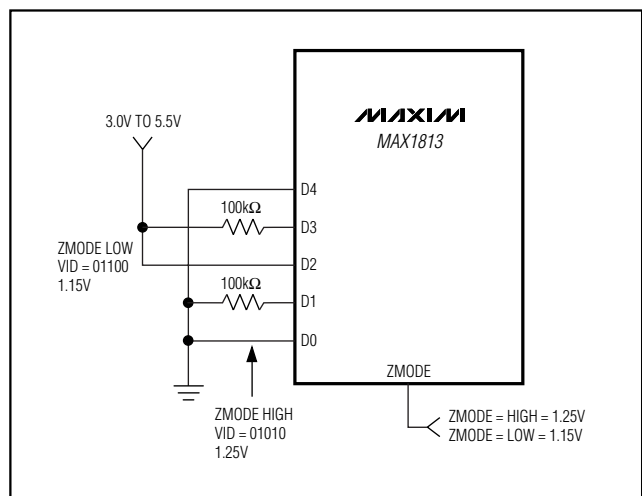 MAXIM
MAX1813
3.0V TO 5.5V
D4
100kΩ
D3
ZMODE LOW
VID = 01100
1.15V
D2
100kΩ
D1
D0
ZMODE
ZMODE HIGH
VID = 01010
1.25V
ZMODE = HIGH = 1.25V
ZMODE = LOW = 1.15V